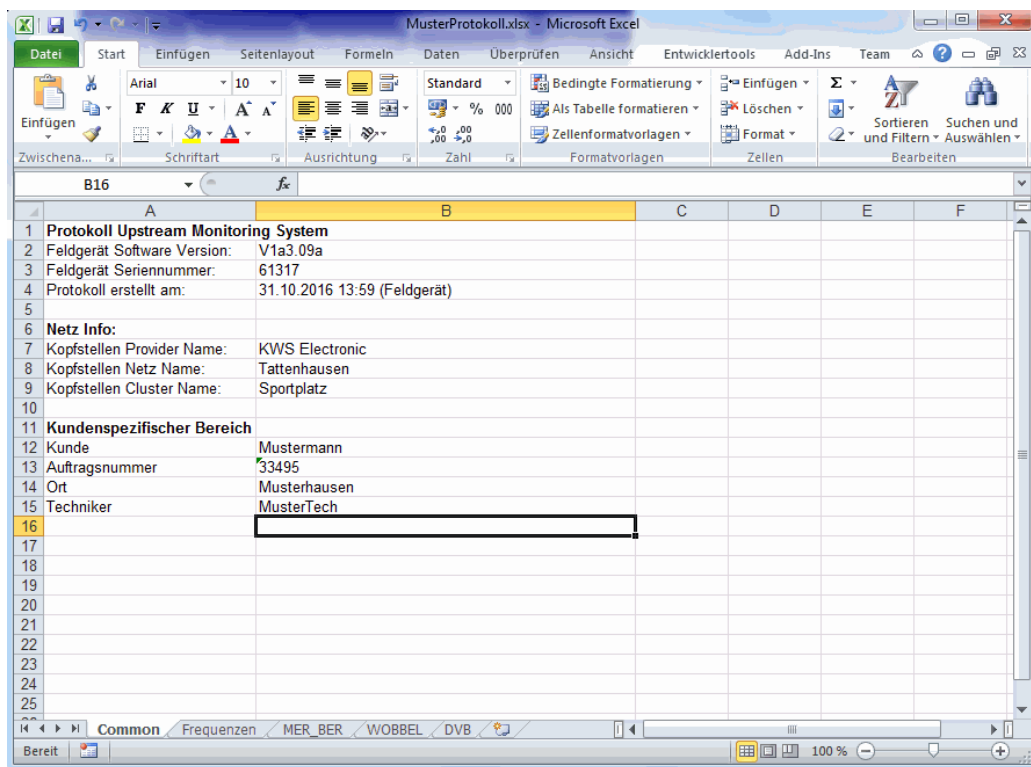 MusterProtokoll.xlsx - Microsoft Excel
Datei Start Einfügen Seitenlayout Formeln Daten Überprüfen Ansicht Entwicklertools Add-Ins Team
Einfügen
Arial 10
F K U A A
A
Standard
% 000
,00 ,0
Bedingte Formatierung
Als Tabelle formatieren
Zellenformatvorlagen
Einfügen
Löschen
Format
Σ
Sortieren und Filtern
Suchen und Auswählen
Zwischena... Schriftart Ausrichtung Zahl Formatvorlagen Zellen Bearbeiten
B16 fx
A B C D E F
1 Protokoll Upstream Monitoring System
2 Feldgerät Software Version: V1a3.09a
3 Feldgerät Seriennummer: 61317
4 Protokoll erstellt am: 31.10.2016 13:59 (Feldgerät)
5
6 Netz Info:
7 Kopfstellen Provider Name: KWS Electronic
8 Kopfstellen Netz Name: Tattenhausen
9 Kopfstellen Cluster Name: Sportplatz
10
11 Kundenspezifischer Bereich
12 Kunde Mustermann
13 Auftragsnummer 33495
14 Ort Musterhausen
15 Techniker MusterTech
16
17
18
19
20
21
22
23
24
25
Common Frequenzen MER_BER WOBBEL DVB
Bereit 100 %